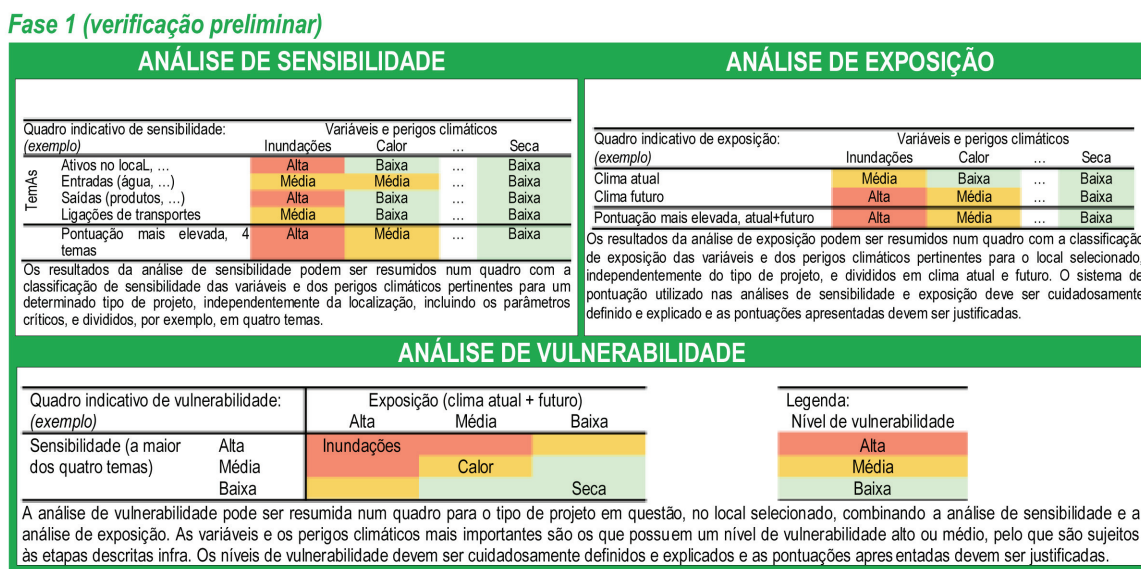 Fase 1 (verificação preliminar)
ANÁLISE DE SENSIBILIDADE
Quadro indicativo de sensibilidade: Variáveis e perigos climáticos
(exemplo) Inundações Calor ... Seca
TemAs
Ativos no local., ... Alta Baixa ... Baixa
Entradas (água, ...) Média Média ... Baixa
Saídas (produtos, ...) Alta Baixa ... Baixa
Ligações de transportes Média Baixa ... Baixa
Pontuação mais elevada, 4 Alta Média ... Baixa
temas
Os resultados da análise de sensibilidade podem ser resumidos num quadro com a
classificação de sensibilidade das variáveis e dos perigos climáticos pertinentes para um
determinado tipo de projeto, independentemente da localização, incluindo os parâmetros
críticos, e divididos, por exemplo, em quatro temas.
ANÁLISE DE EXPOSIÇÃO
Quadro indicativo de exposição: Variáveis e perigos climáticos
(exemplo) Inundações Calor ... Seca
Clima atual Média Baixa ... Baixa
Clima futuro Alta Média ... Baixa
Pontuação mais elevada, atual+futuro Alta Média ... Baixa
Os resultados da análise de exposição podem ser resumidos num quadro com a classificação
de exposição das variáveis e dos perigos climáticos pertinentes para o local selecionado,
independentemente do tipo de projeto, e divididos em clima atual e futuro. O sistema de
pontuação utilizado nas análises de sensibilidade e exposição deve ser cuidadosamente
definido e explicado e as pontuações apresentadas devem ser justificadas.
ANÁLISE DE VULNERABILIDADE
Quadro indicativo de vulnerabilidade: Exposição (clima atual + futuro)
(exemplo) Alta Média Baixa
Sensibilidade (a maior Alta Inundações
dos quatro temas) Média Calor
Baixa Seca
Legenda:
Nível de vulnerabilidade
Alta
Média
Baixa
A análise de vulnerabilidade pode ser resumida num quadro para o tipo de projeto em questão, no local selecionado, combinando a análise de sensibilidade e a
análise de exposição. As variáveis e os perigos climáticos mais importantes são os que possuem um nível de vulnerabilidade alto ou médio, pelo que são sujeitos
às etapas descritas infra. Os níveis de vulnerabilidade devem ser cuidadosamente definidos e explicados e as pontuações apresentadas devem ser justificadas.